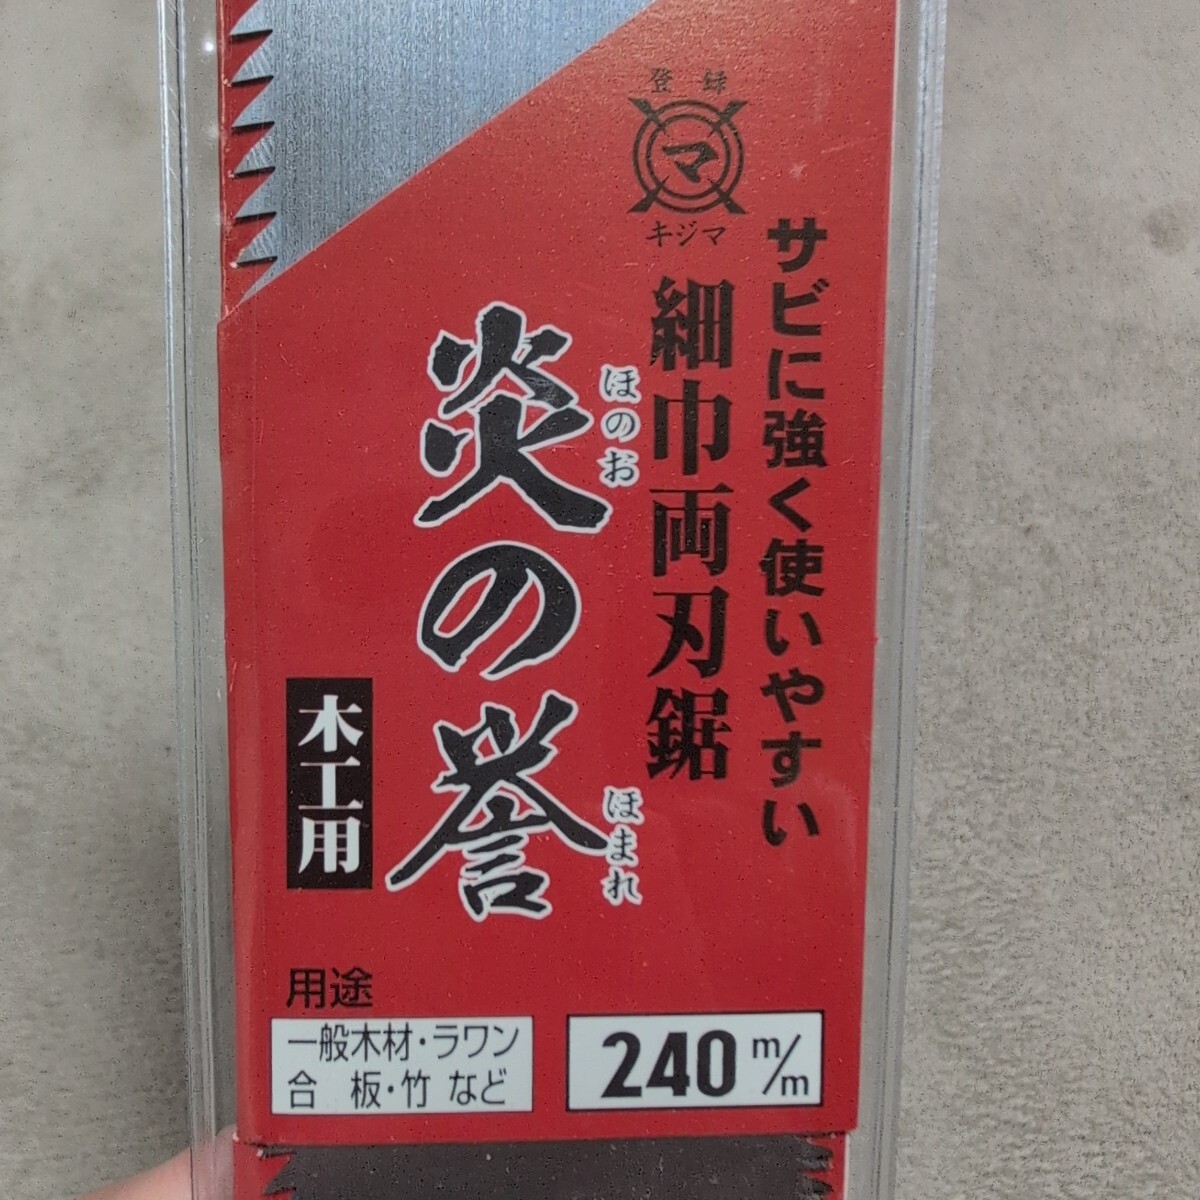 登録
マ
キジマ
サビに強く使いやすい
細巾両刃鋸
炎の誉
ほのお
ほまれ
木工用
用途
一般木材・ラワン
合 板・竹 など
240 m/m